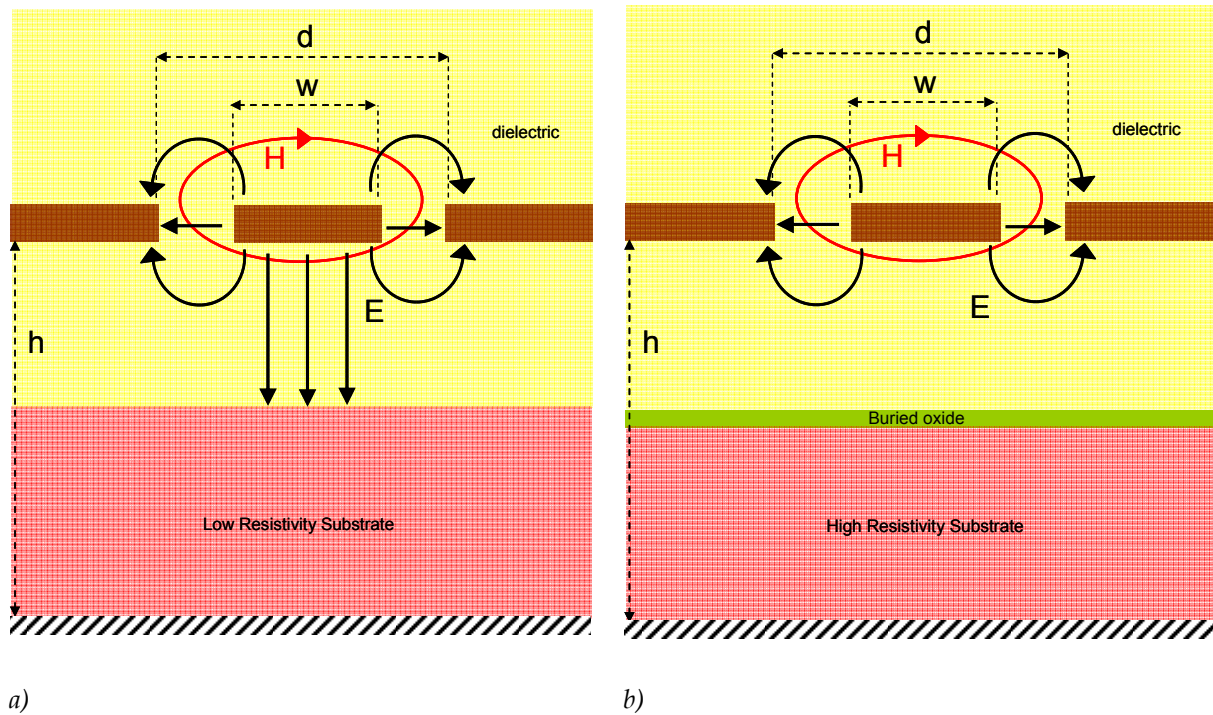 d
w
dielectric
H
E
h
Low Resistivity Substrate
a)
d
w
dielectric
H
E
h
Buried oxide
High Resistivity Substrate
b)